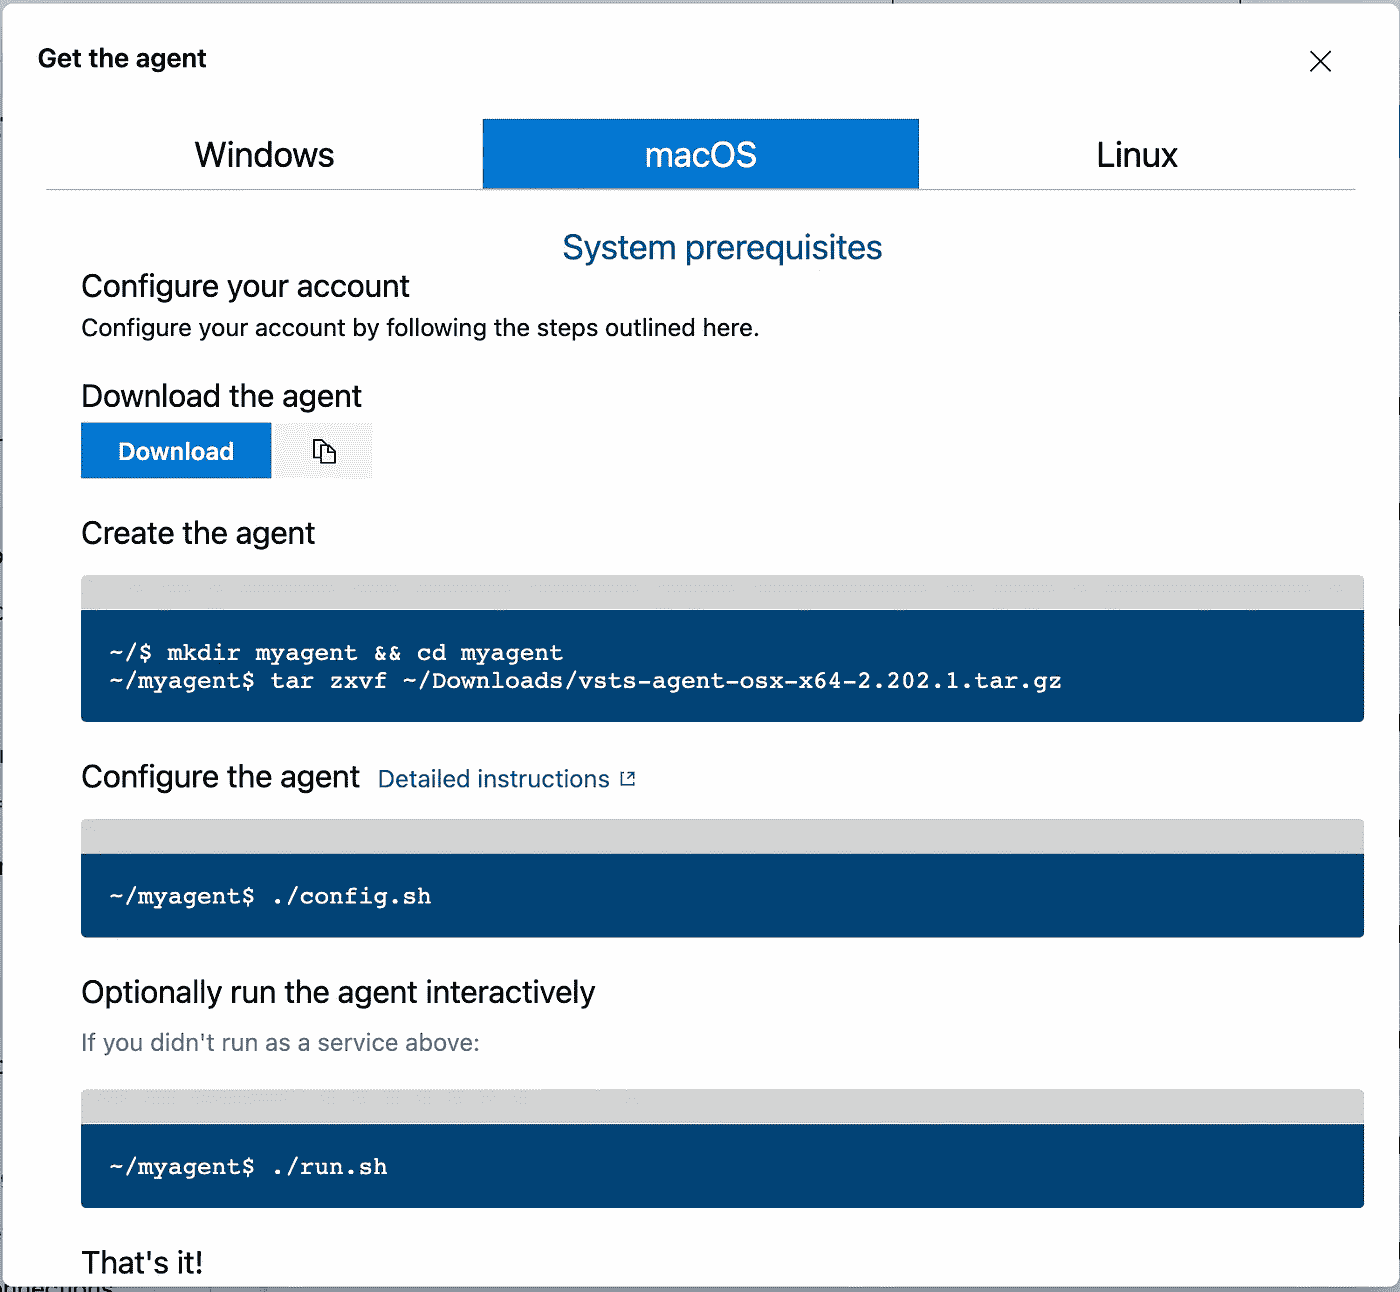 Get the agent
Windows
macOS
Linux
System prerequisites
Configure your account
Configure your account by following the steps outlined here.
Download the agent
Download
Create the agent
~/$ mkdir myagent && cd myagent
~/myagent$ tar zxvf ~/Downloads/vsts-agent-osx-x64-2.202.1.tar.gz
Configure the agent Detailed instructions
~/myagent$ ./config.sh
Optionally run the agent interactively
If you didn't run as a service above:
~/myagent$ ./run.sh
That's it!